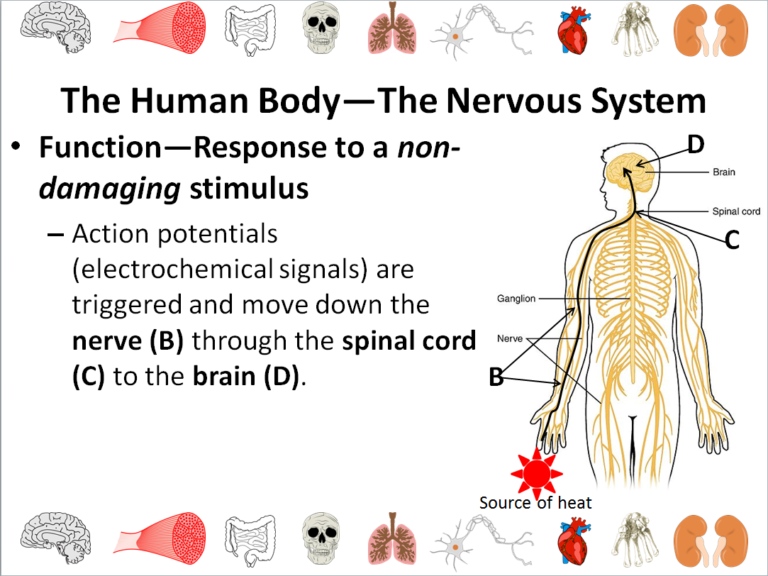 The Human Body—The Nervous System
• Function—Response to a non-
damaging stimulus
– Action potentials
(electrochemical signals) are
triggered and move down the
nerve (B) through the spinal cord
(C) to the brain (D).
D
Brain
Spinal cord
C
Ganglion
Nerve
B
Source of heat